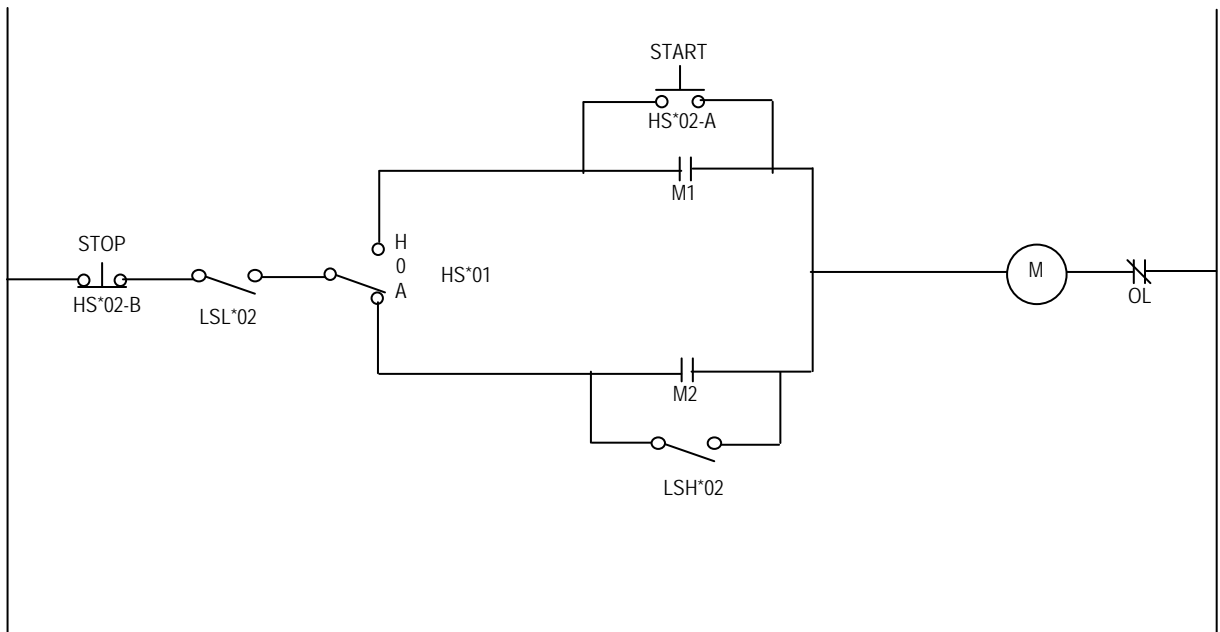 START
HS*02-A
M1
STOP
HS*02-B
LSL*02
H
0
A
HS*01
M
OL
M2
LSH*02